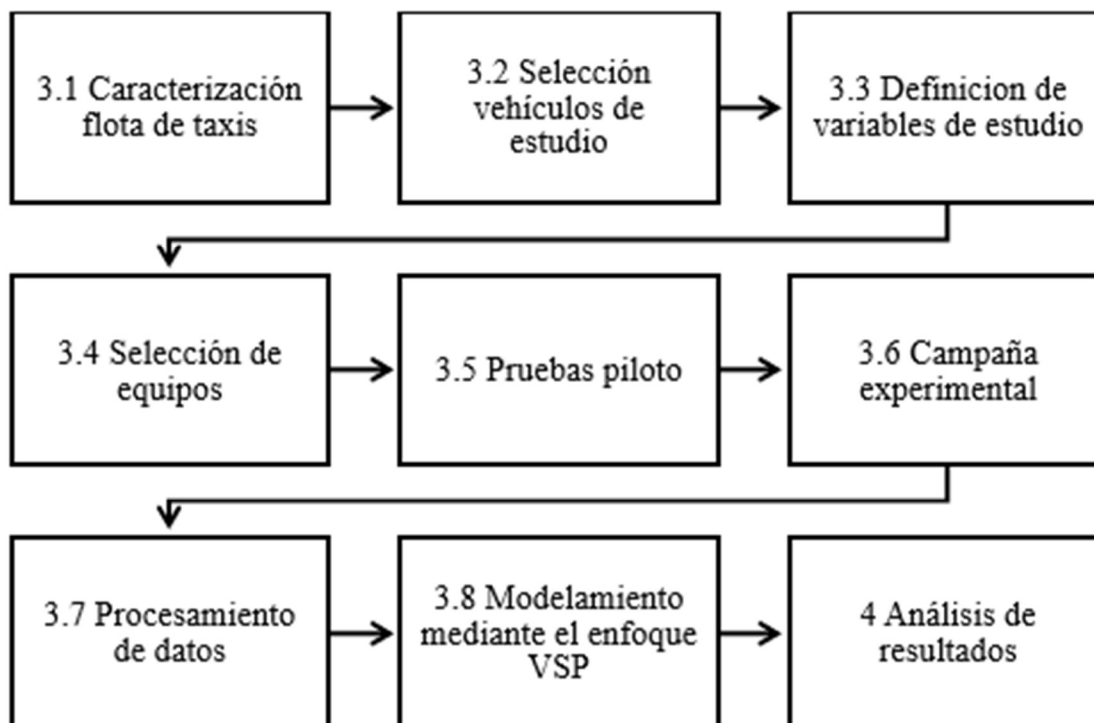 3.1 Caracterización
flota de taxis
3.2 Selección
vehículos de
estudio
3.3 Definicion de
variables de estudio
3.4 Selección de
equipos
3.5 Pruebas piloto
3.6 Campaña
experimental
3.7 Procesamiento
de datos
3.8 Modelamiento
mediante el enfoque
VSP
4 Análisis de
resultados